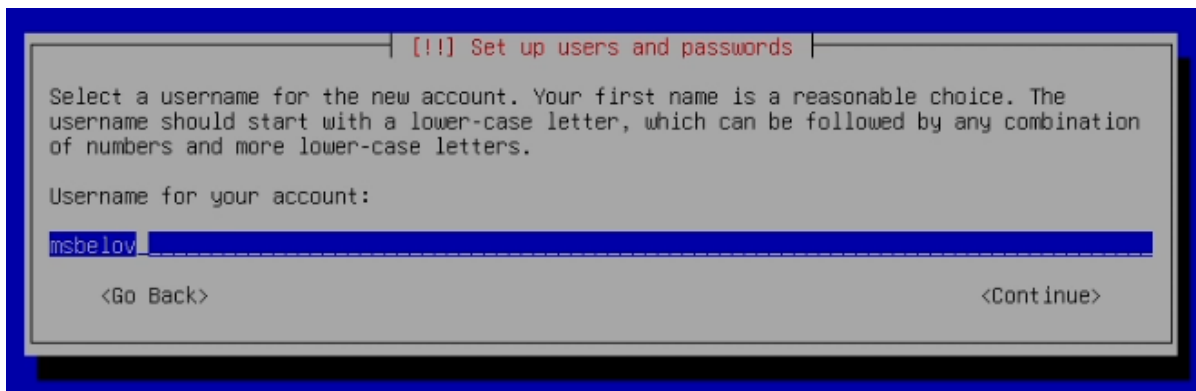 [!!] Set up users and passwords
Select a username for the new account. Your first name is a reasonable choice. The
username should start with a lower-case letter, which can be followed by any combination
of numbers and more lower-case letters.
Username for your account:
msbelov
<Go Back> <Continue>